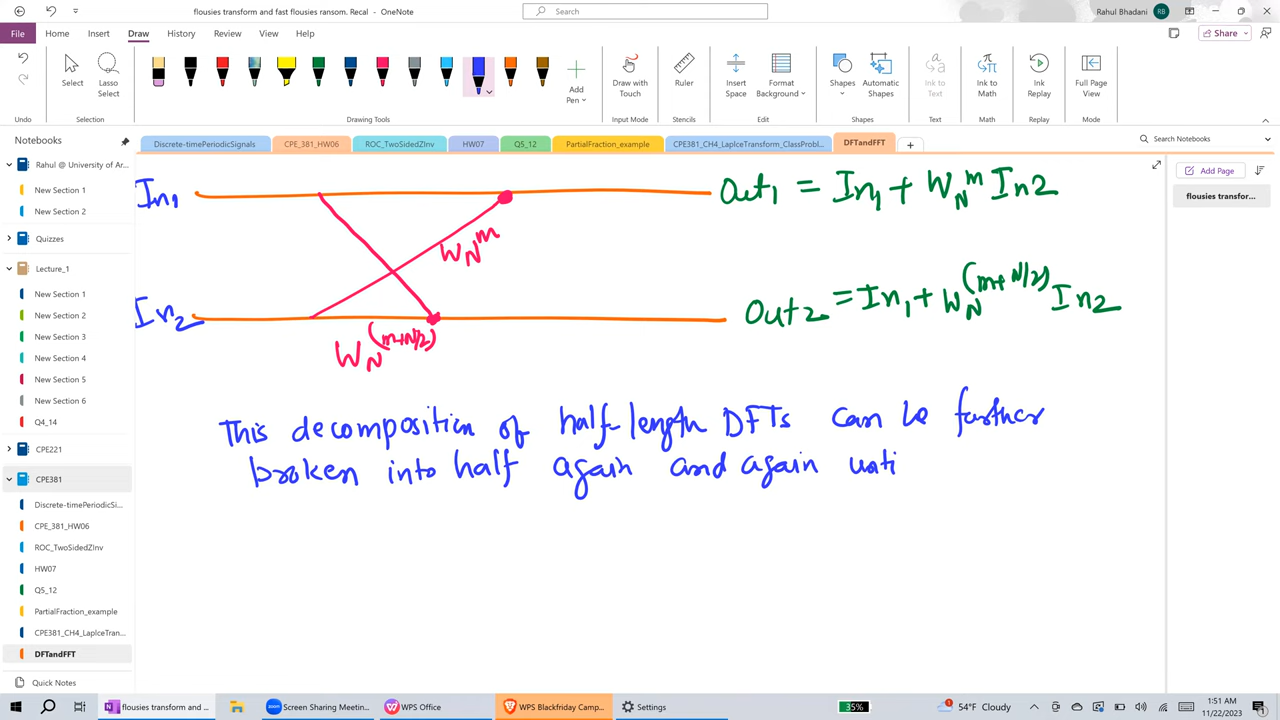 flousies transform and fast flousies ransom. Recal - OneNote
Search
Rahul Bhadani
RB
File
Home
Insert
Draw
History
Review
View
Help
Share
Select
Lasso Select
Add Pen
Draw with Touch
Ruler
Insert Space
Format Background
Shapes
Automatic Shapes
Ink to Text
Ink to Math
Ink Replay
Full Page View
Undo
Selection
Drawing Tools
Input Mode
Stencils
Edit
Shapes
Text
Math
Replay
Mode
Notebooks
Discrete-timePeriodicSignals
CPE_381_HW06
ROC_TwoSidedZInv
HW07
Q5_12
PartialFraction_example
CPE381_CH4_LaplceTransform_ClassProbl...
DFTandFFT
Search Notebooks
Rahul @ University of Ar...
New Section 1
New Section 2
Quizzes
Lecture_1
New Section 1
New Section 2
New Section 3
New Section 4
New Section 5
New Section 6
Q4_14
CPE221
CPE381
Discrete-timePeriodicSi...
CPE_381_HW06
ROC_TwoSidedZInv
HW07
Q5_12
PartialFraction_example
CPE381_CH4_LaplceTran...
DFTandFFT
Quick Notes
In₁
Out₁ = In₁ + W_N^m In2
W_N^m
In₂
Out₂ = In₁ + W_N^(m+N/2) In2
W_N^(m+N/2)
This decomposition of half-length DFTs can be further
broken into half again and again unti
Add Page
flousies transfor...
flousies transform and ...
Screen Sharing Meetin...
WPS Office
WPS Blackfriday Camp...
Settings
35%
54°F Cloudy
1:51 AM
11/22/2023